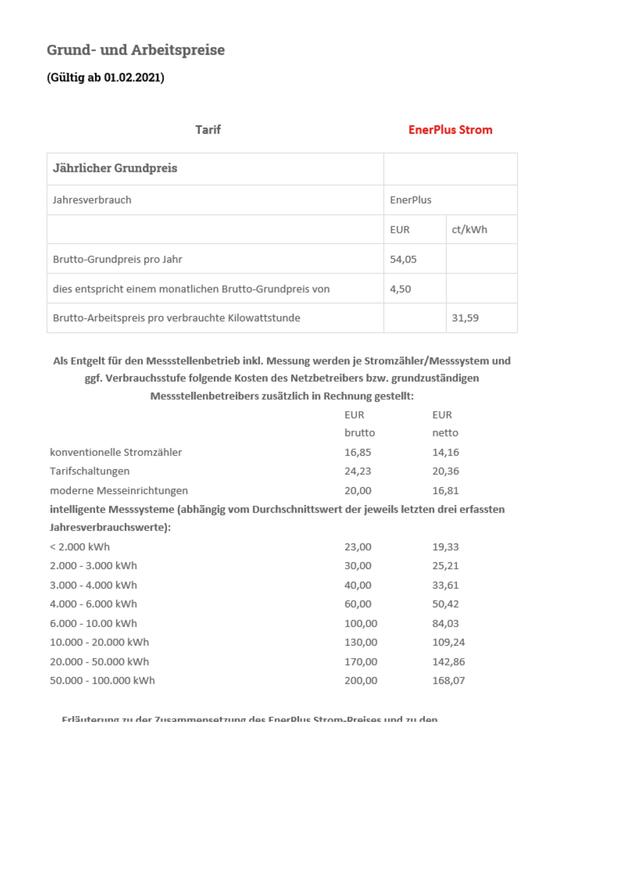 Grund- und Arbeitspreise
(Gültig ab 01.02.2021)
Tarif EnerPlus Strom
Jährlicher Grundpreis
Jahresverbrauch EnerPlus
EUR ct/kWh
Brutto-Grundpreis pro Jahr 54,05
dies entspricht einem monatlichen Brutto-Grundpreis von 4,50
Brutto-Arbeitspreis pro verbrauchte Kilowattstunde 31,59
Als Entgelt für den Messstellenbetrieb inkl. Messung werden je Stromzähler/Messsystem und
ggf. Verbrauchsstufe folgende Kosten des Netzbetreibers bzw. grundzuständigen
Messstellenbetreibers zusätzlich in Rechnung gestellt:
EUR EUR
brutto netto
konventionelle Stromzähler 16,85 14,16
Tarifschaltungen 24,23 20,36
moderne Messeinrichtungen 20,00 16,81
intelligente Messsysteme (abhängig vom Durchschnittswert der jeweils letzten drei erfassten
Jahresverbrauchswerte):
< 2.000 kWh 23,00 19,33
2.000 - 3.000 kWh 30,00 25,21
3.000 - 4.000 kWh 40,00 33,61
4.000 - 6.000 kWh 60,00 50,42
6.000 - 10.00 kWh 100,00 84,03
10.000 - 20.000 kWh 130,00 109,24
20.000 - 50.000 kWh 170,00 142,86
50.000 - 100.000 kWh 200,00 168,07
Erläuterung zu der Zusammensetzung des EnerPlus Strom-Preises und zu den